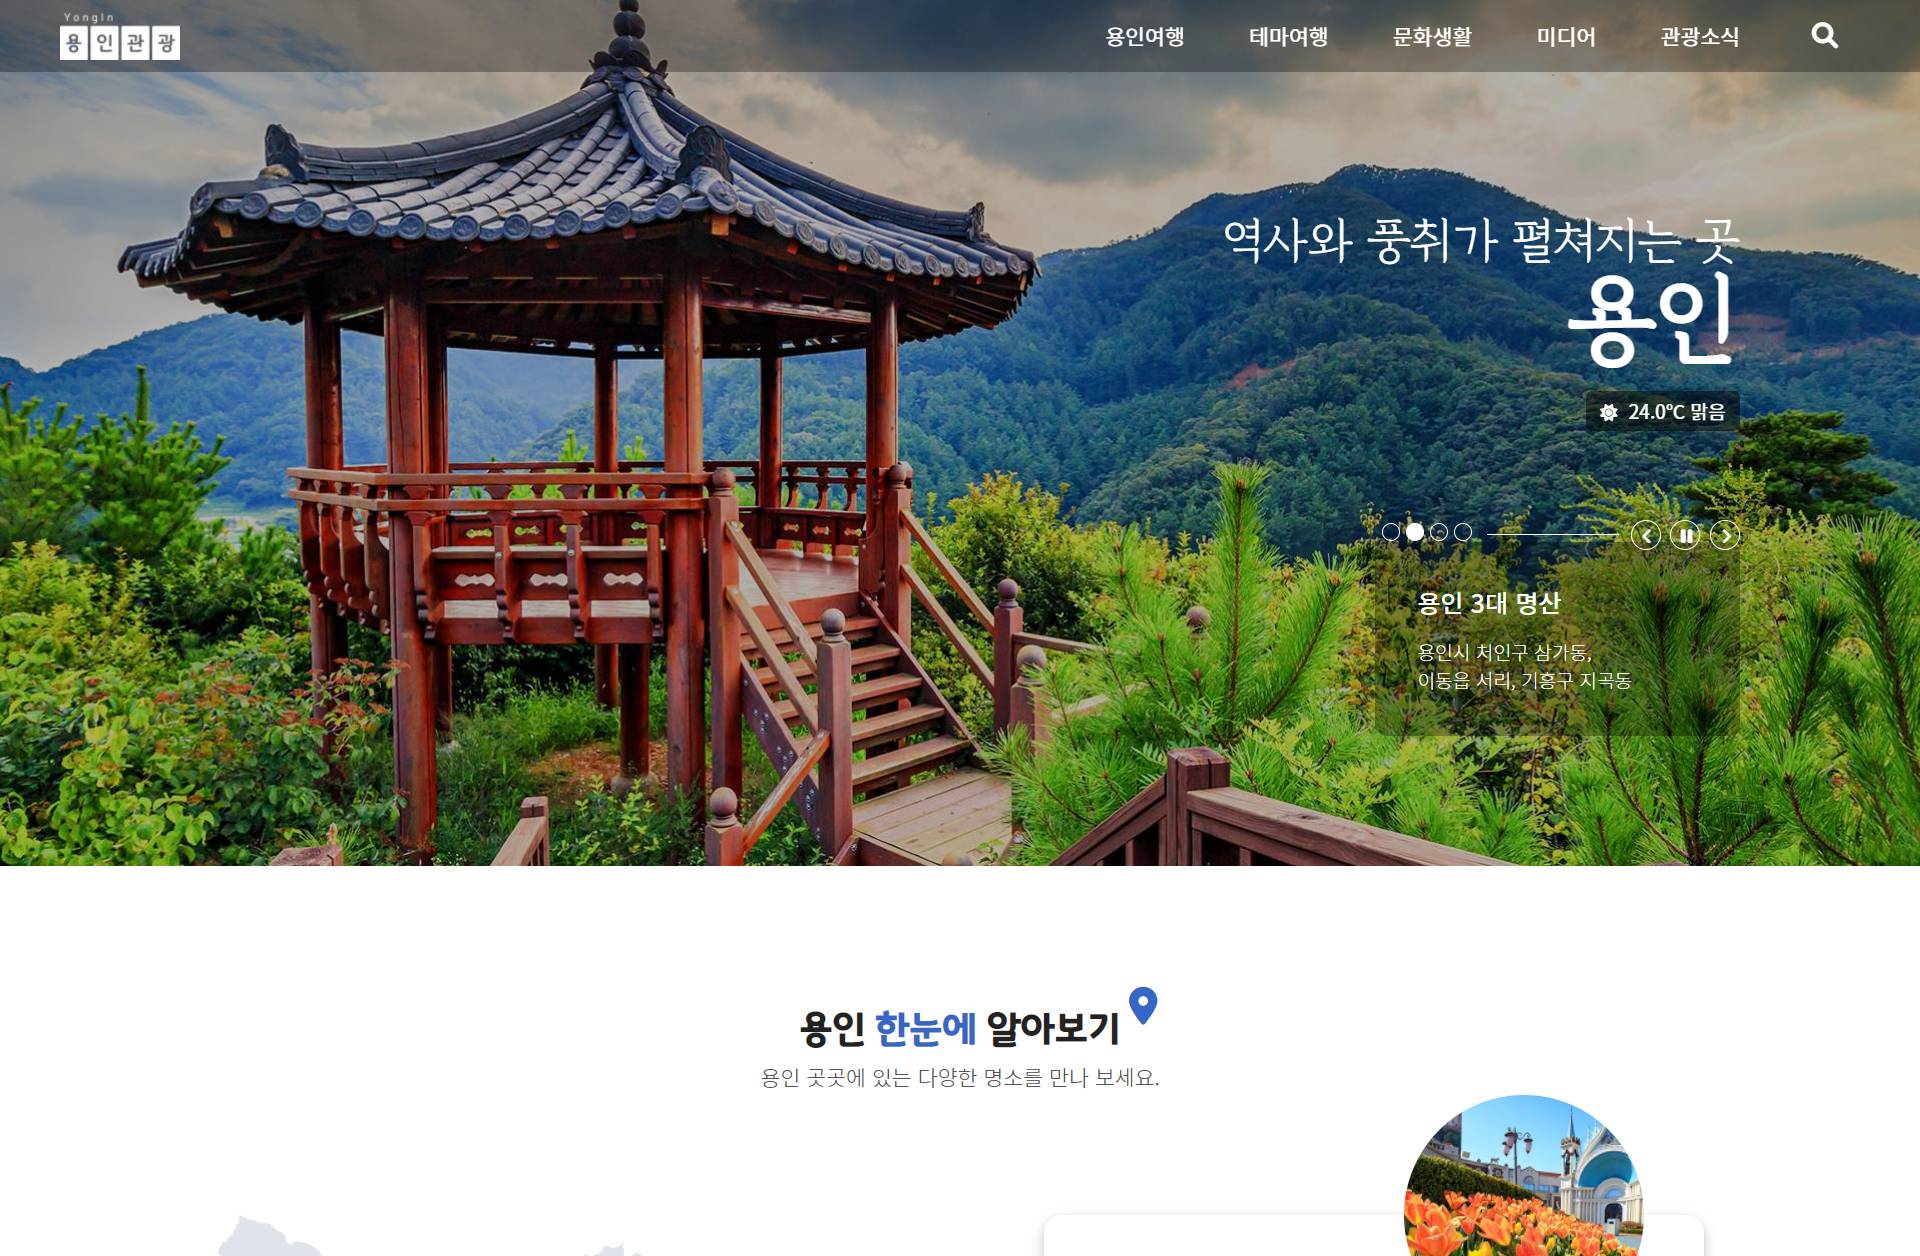 YongIn
용인관광
용인여행 테마여행 문화생활 미디어 관광소식
역사와 풍취가 펼쳐지는 곳
용인
24.0℃ 맑음
용인 3대 명산
용인시 처인구 삼가동,
이동읍 서리, 기흥구 지곡동
용인 한눈에 알아보기
용인 곳곳에 있는 다양한 명소를 만나 보세요.